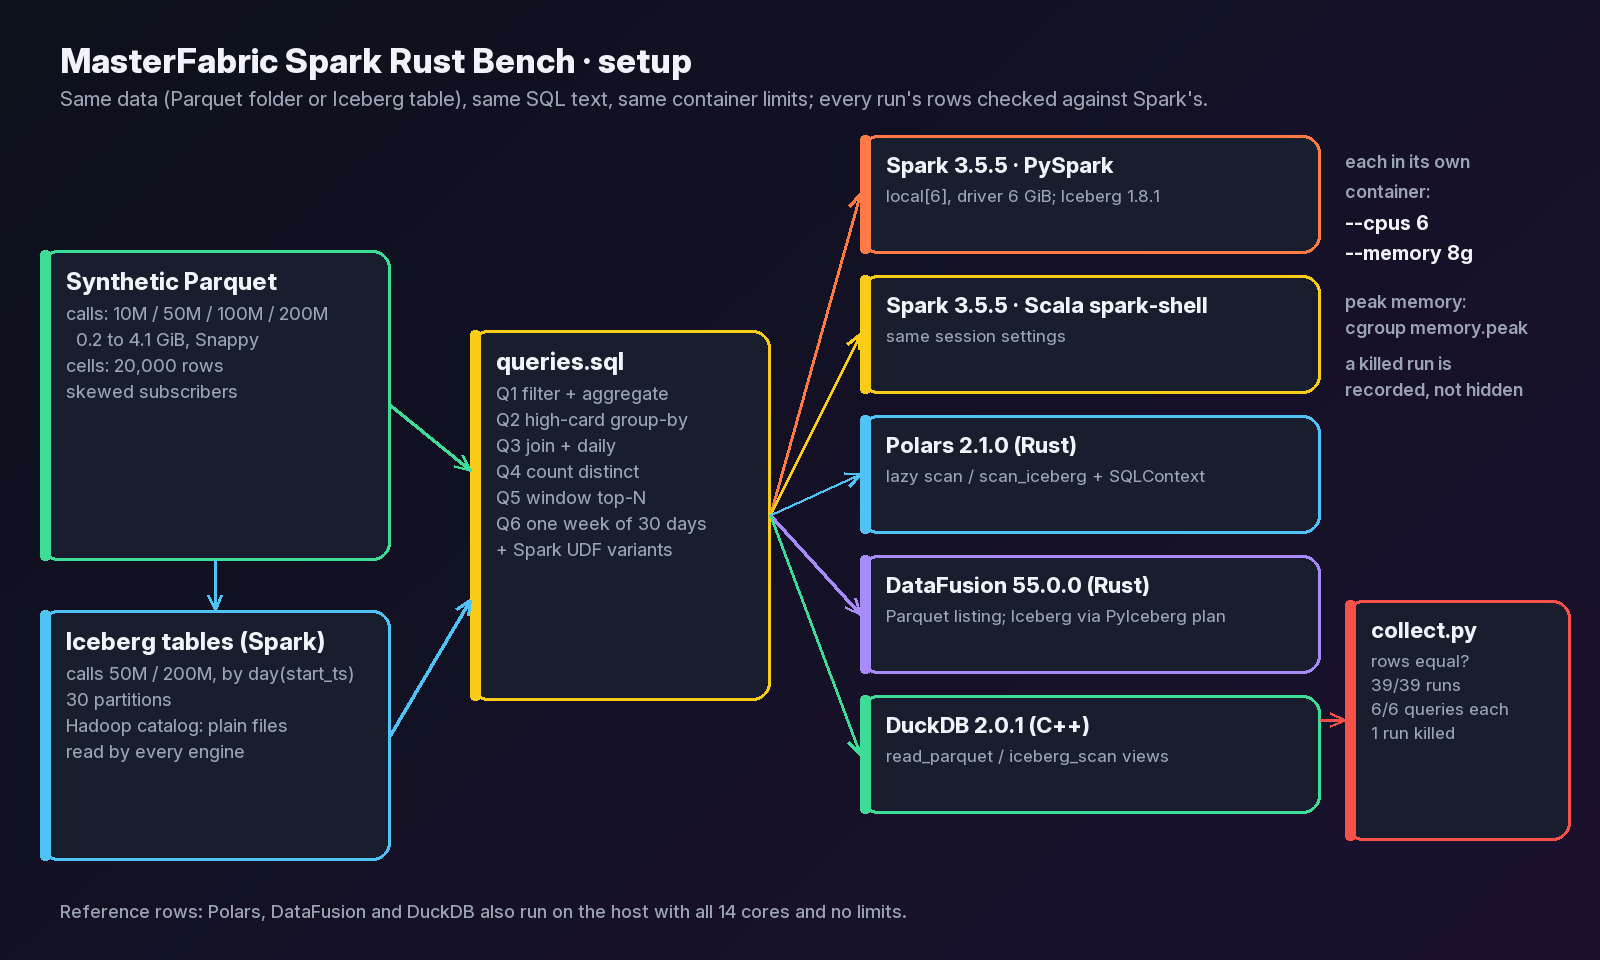 MasterFabric Spark Rust Bench · setup
Same data (Parquet folder or Iceberg table), same SQL text, same container limits; every run's rows checked against Spark's.
Synthetic Parquet
calls: 10M / 50M / 100M / 200M
0.2 to 4.1 GiB, Snappy
cells: 20,000 rows
skewed subscribers
Iceberg tables (Spark)
calls 50M / 200M, by day(start_ts)
30 partitions
Hadoop catalog: plain files
read by every engine
queries.sql
Q1 filter + aggregate
Q2 high-card group-by
Q3 join + daily
Q4 count distinct
Q5 window top-N
Q6 one week of 30 days
+ Spark UDF variants
Spark 3.5.5 · PySpark
local[6], driver 6 GiB; Iceberg 1.8.1
Spark 3.5.5 · Scala spark-shell
same session settings
Polars 2.1.0 (Rust)
lazy scan / scan_iceberg + SQLContext
DataFusion 55.0.0 (Rust)
Parquet listing; Iceberg via PyIceberg plan
DuckDB 2.0.1 (C++)
read_parquet / iceberg_scan views
each in its own
container:
--cpus 6
--memory 8g
peak memory:
cgroup memory.peak
a killed run is
recorded, not hidden
collect.py
rows equal?
39/39 runs
6/6 queries each
1 run killed
Reference rows: Polars, DataFusion and DuckDB also run on the host with all 14 cores and no limits.